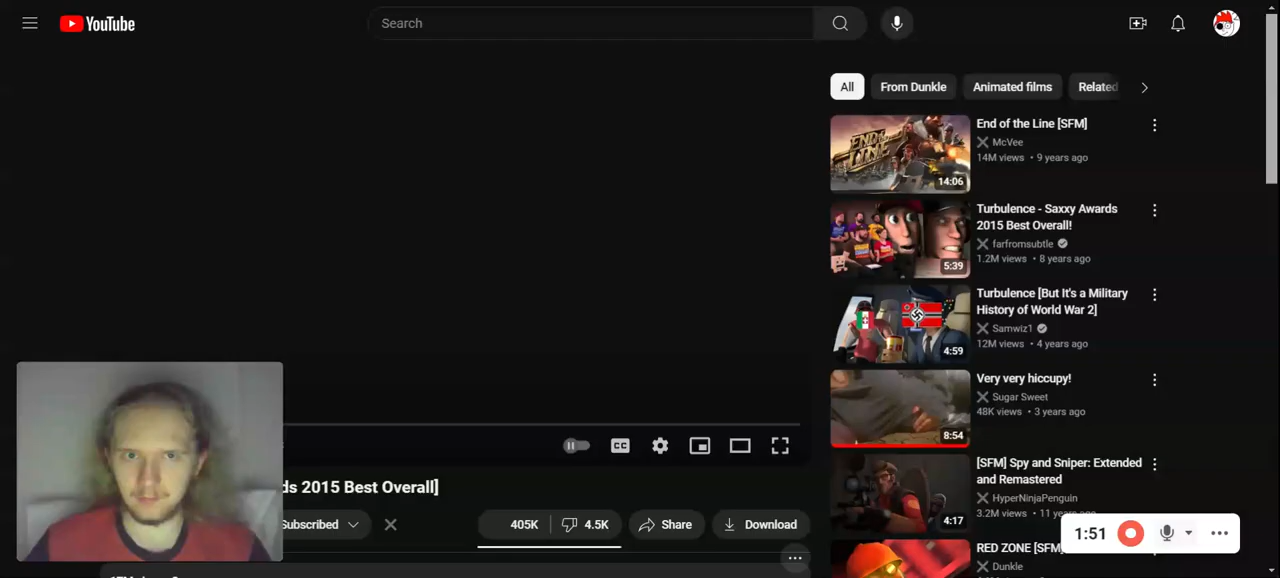 YouTube
Search
All
From Dunkle
Animated films
Related
END OF THE LINE
14:06
End of the Line [SFM]
McVee
14M views • 9 years ago
5:39
Turbulence - Saxxy Awards
2015 Best Overall!
farfromsubtle
1.2M views • 8 years ago
4:59
Turbulence [But It's a Military
History of World War 2]
Samwiz1
12M views • 4 years ago
8:54
Very very hiccupy!
Sugar Sweet
48K views • 3 years ago
4:17
[SFM] Spy and Sniper: Extended
and Remastered
HyperNinjaPenguin
3.2M views • 11 years
RED ZONE [SFM]
Dunkle
1:51
CC
ds 2015 Best Overall]
Subscribed
405K
4.5K
Share
Download